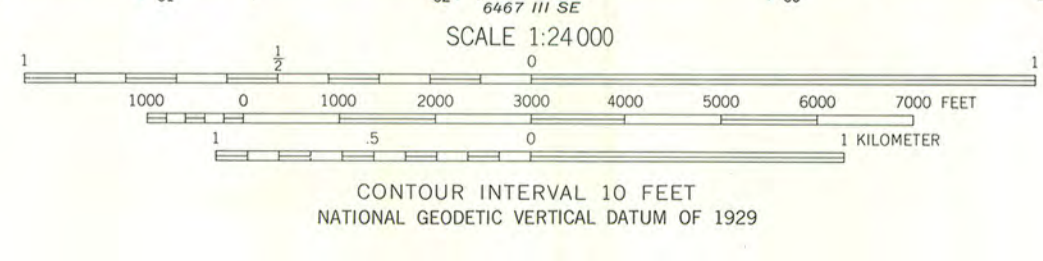 6467 III SE
SCALE 1:24 000
1 1/2 0 1
1000 0 1000 2000 3000 4000 5000 6000 7000 FEET
1 .5 0 1 KILOMETER
CONTOUR INTERVAL 10 FEET
NATIONAL GEODETIC VERTICAL DATUM OF 1929